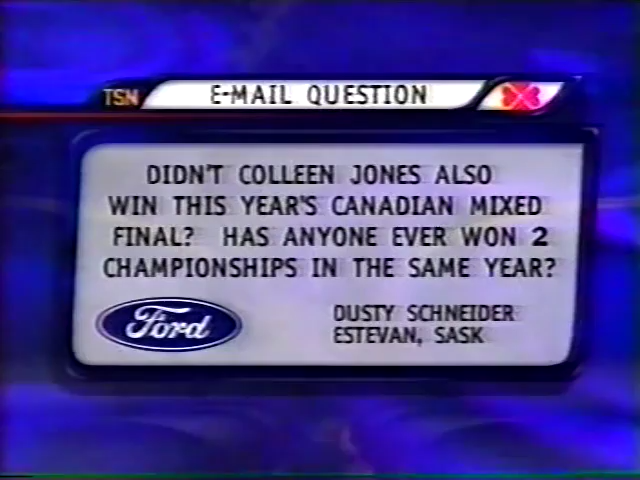 TSN E-MAIL QUESTION
DIDN'T COLLEEN JONES ALSO
WIN THIS YEAR'S CANADIAN MIXED
FINAL? HAS ANYONE EVER WON 2
CHAMPIONSHIPS IN THE SAME YEAR?
Ford
DUSTY SCHNEIDER
ESTEVAN, SASK